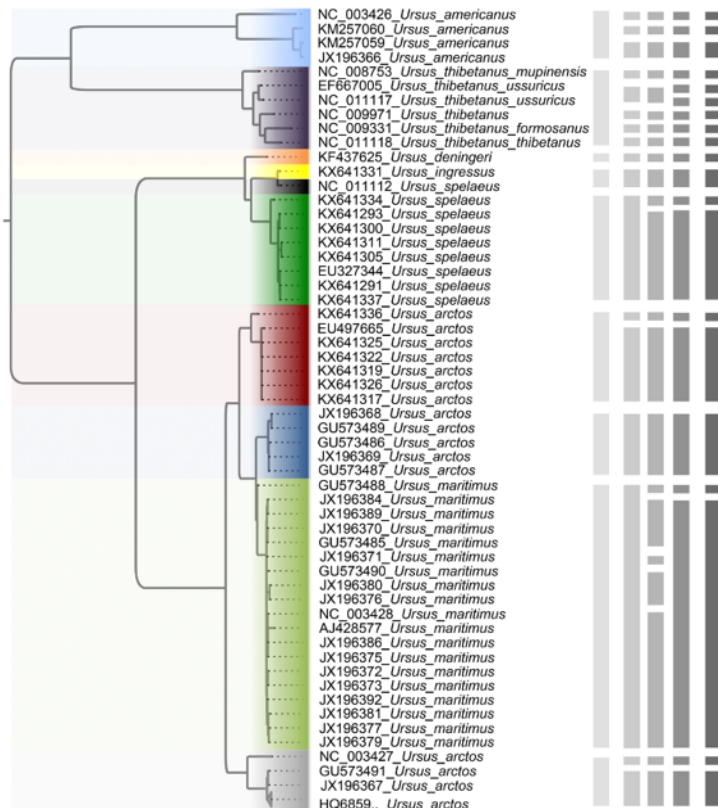 NC_003426_Ursus_americanus
KM257060_Ursus_americanus
KM257059_Ursus_americanus
JX196366_Ursus_americanus
NC_008753_Ursus_thibetanus_mupinensis
EF667005_Ursus_thibetanus_ussuricus
NC_011117_Ursus_thibetanus_ussuricus
NC_009971_Ursus_thibetanus
NC_009331_Ursus_thibetanus_formosanus
NC_011118_Ursus_thibetanus_thibetanus
KF437625_Ursus_deningeri
KX641331_Ursus_ingressus
NC_011112_Ursus_spelaeus
KX641334_Ursus_spelaeus
KX641293_Ursus_spelaeus
KX641300_Ursus_spelaeus
KX641311_Ursus_spelaeus
KX641305_Ursus_spelaeus
EU327344_Ursus_spelaeus
KX641291_Ursus_spelaeus
KX641337_Ursus_spelaeus
KX641336_Ursus_arctos
EU497665_Ursus_arctos
KX641325_Ursus_arctos
KX641322_Ursus_arctos
KX641319_Ursus_arctos
KX641326_Ursus_arctos
KX641317_Ursus_arctos
JX196368_Ursus_arctos
GU573489_Ursus_arctos
GU573486_Ursus_arctos
JX196369_Ursus_arctos
GU573487_Ursus_arctos
GU573488_Ursus_maritimus
JX196384_Ursus_maritimus
JX196389_Ursus_maritimus
JX196370_Ursus_maritimus
GU573485_Ursus_maritimus
JX196371_Ursus_maritimus
GU573490_Ursus_maritimus
JX196380_Ursus_maritimus
JX196376_Ursus_maritimus
NC_003428_Ursus_maritimus
AJ428577_Ursus_maritimus
JX196386_Ursus_maritimus
JX196375_Ursus_maritimus
JX196372_Ursus_maritimus
JX196373_Ursus_maritimus
JX196392_Ursus_maritimus
JX196381_Ursus_maritimus
JX196377_Ursus_maritimus
JX196379_Ursus_maritimus
NC_003427_Ursus_arctos
GU573491_Ursus_arctos
JX196367_Ursus_arctos
HQ6859.._Ursus_arctos